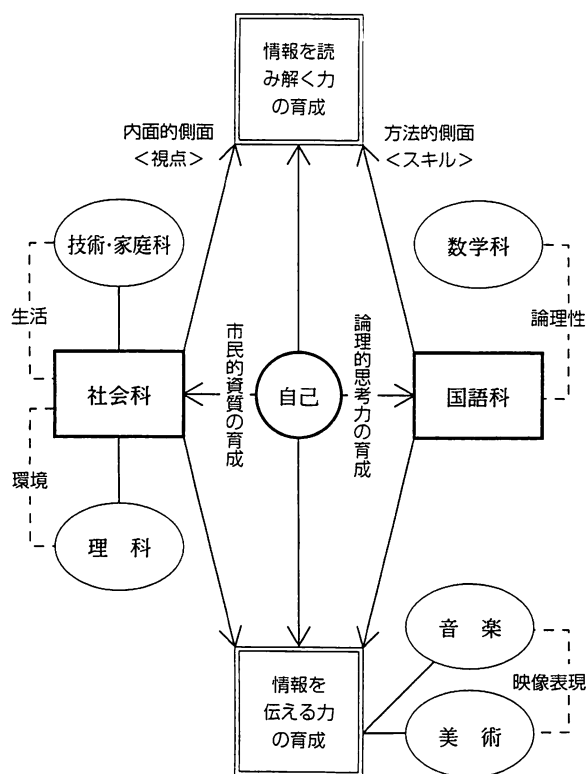 情報を読
み解く力
の育成
内面的側面
<視点>
方法的側面
<スキル>
技術・家庭科
数学科
生活
論理性
社会科
市民的資質の育成
自己
論理的思考力の育成
国語科
環境
理 科
音 楽
情報を
伝える力
の育成
映像表現
美 術